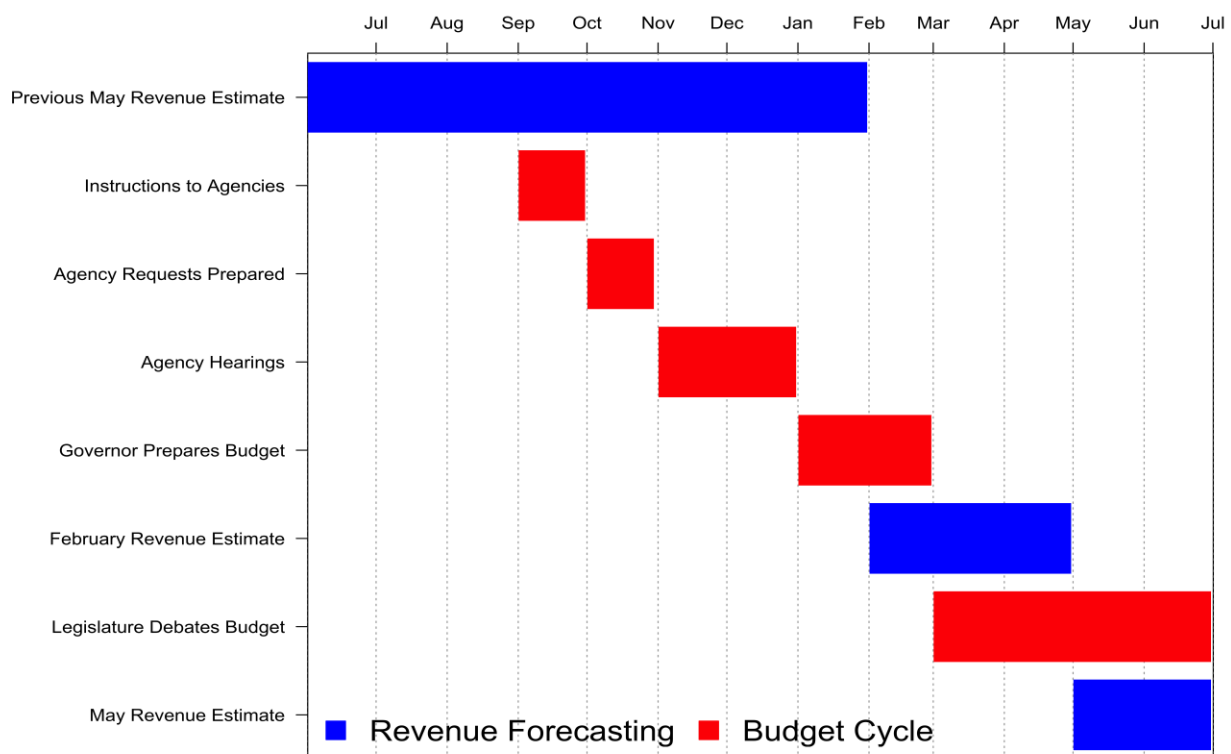 Jul Aug Sep Oct Nov Dec Jan Feb Mar Apr May Jun Jul
Previous May Revenue Estimate
Instructions to Agencies
Agency Requests Prepared
Agency Hearings
Governor Prepares Budget
February Revenue Estimate
Legislature Debates Budget
May Revenue Estimate
Revenue Forecasting Budget Cycle